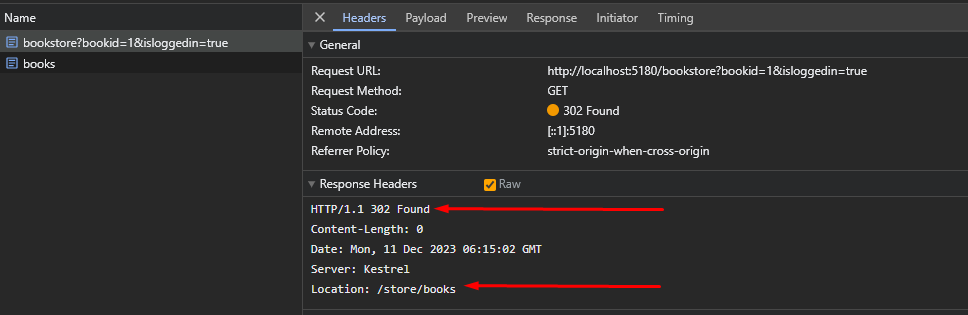 Name
bookstore?bookid=1&isloggedin=true
books
Headers Payload Preview Response Initiator Timing
General
Request URL: http://localhost:5180/bookstore?bookid=1&isloggedin=true
Request Method: GET
Status Code: 302 Found
Remote Address: [::1]:5180
Referrer Policy: strict-origin-when-cross-origin
Response Headers Raw
HTTP/1.1 302 Found
Content-Length: 0
Date: Mon, 11 Dec 2023 06:15:02 GMT
Server: Kestrel
Location: /store/books